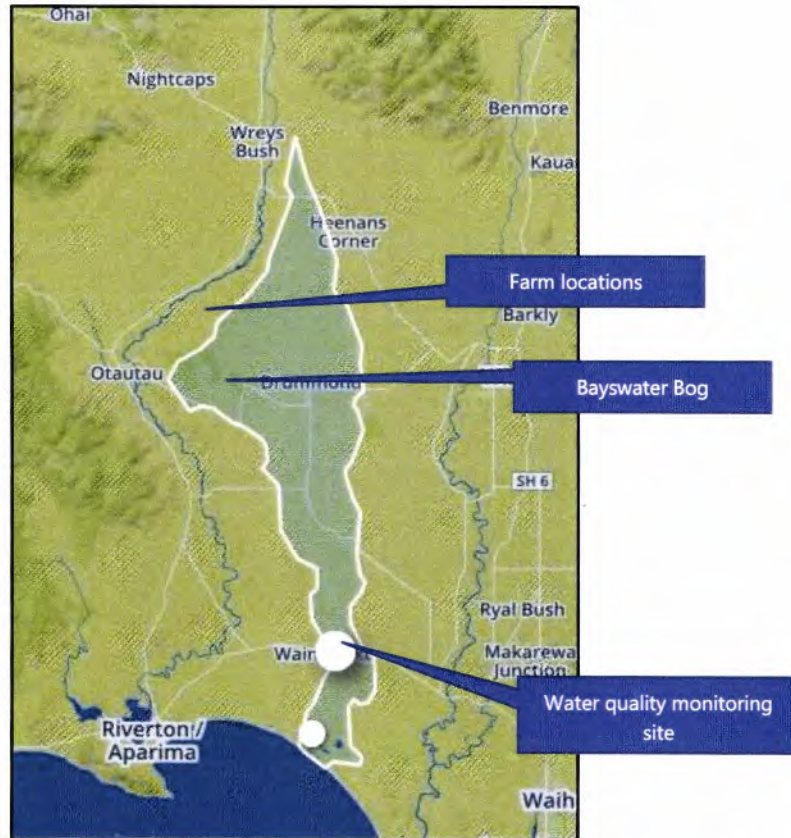 Ohai
Nightcaps
Benmore
Wreys
Bush
Kaua
Heenans
Corner
Farm locations
Barkly
Otautau
Drummond
Bayswater Bog
SH 6
Ryal Bush
Makarewa
Junction
Water quality monitoring
site
Riverton /
Aparima
Waih